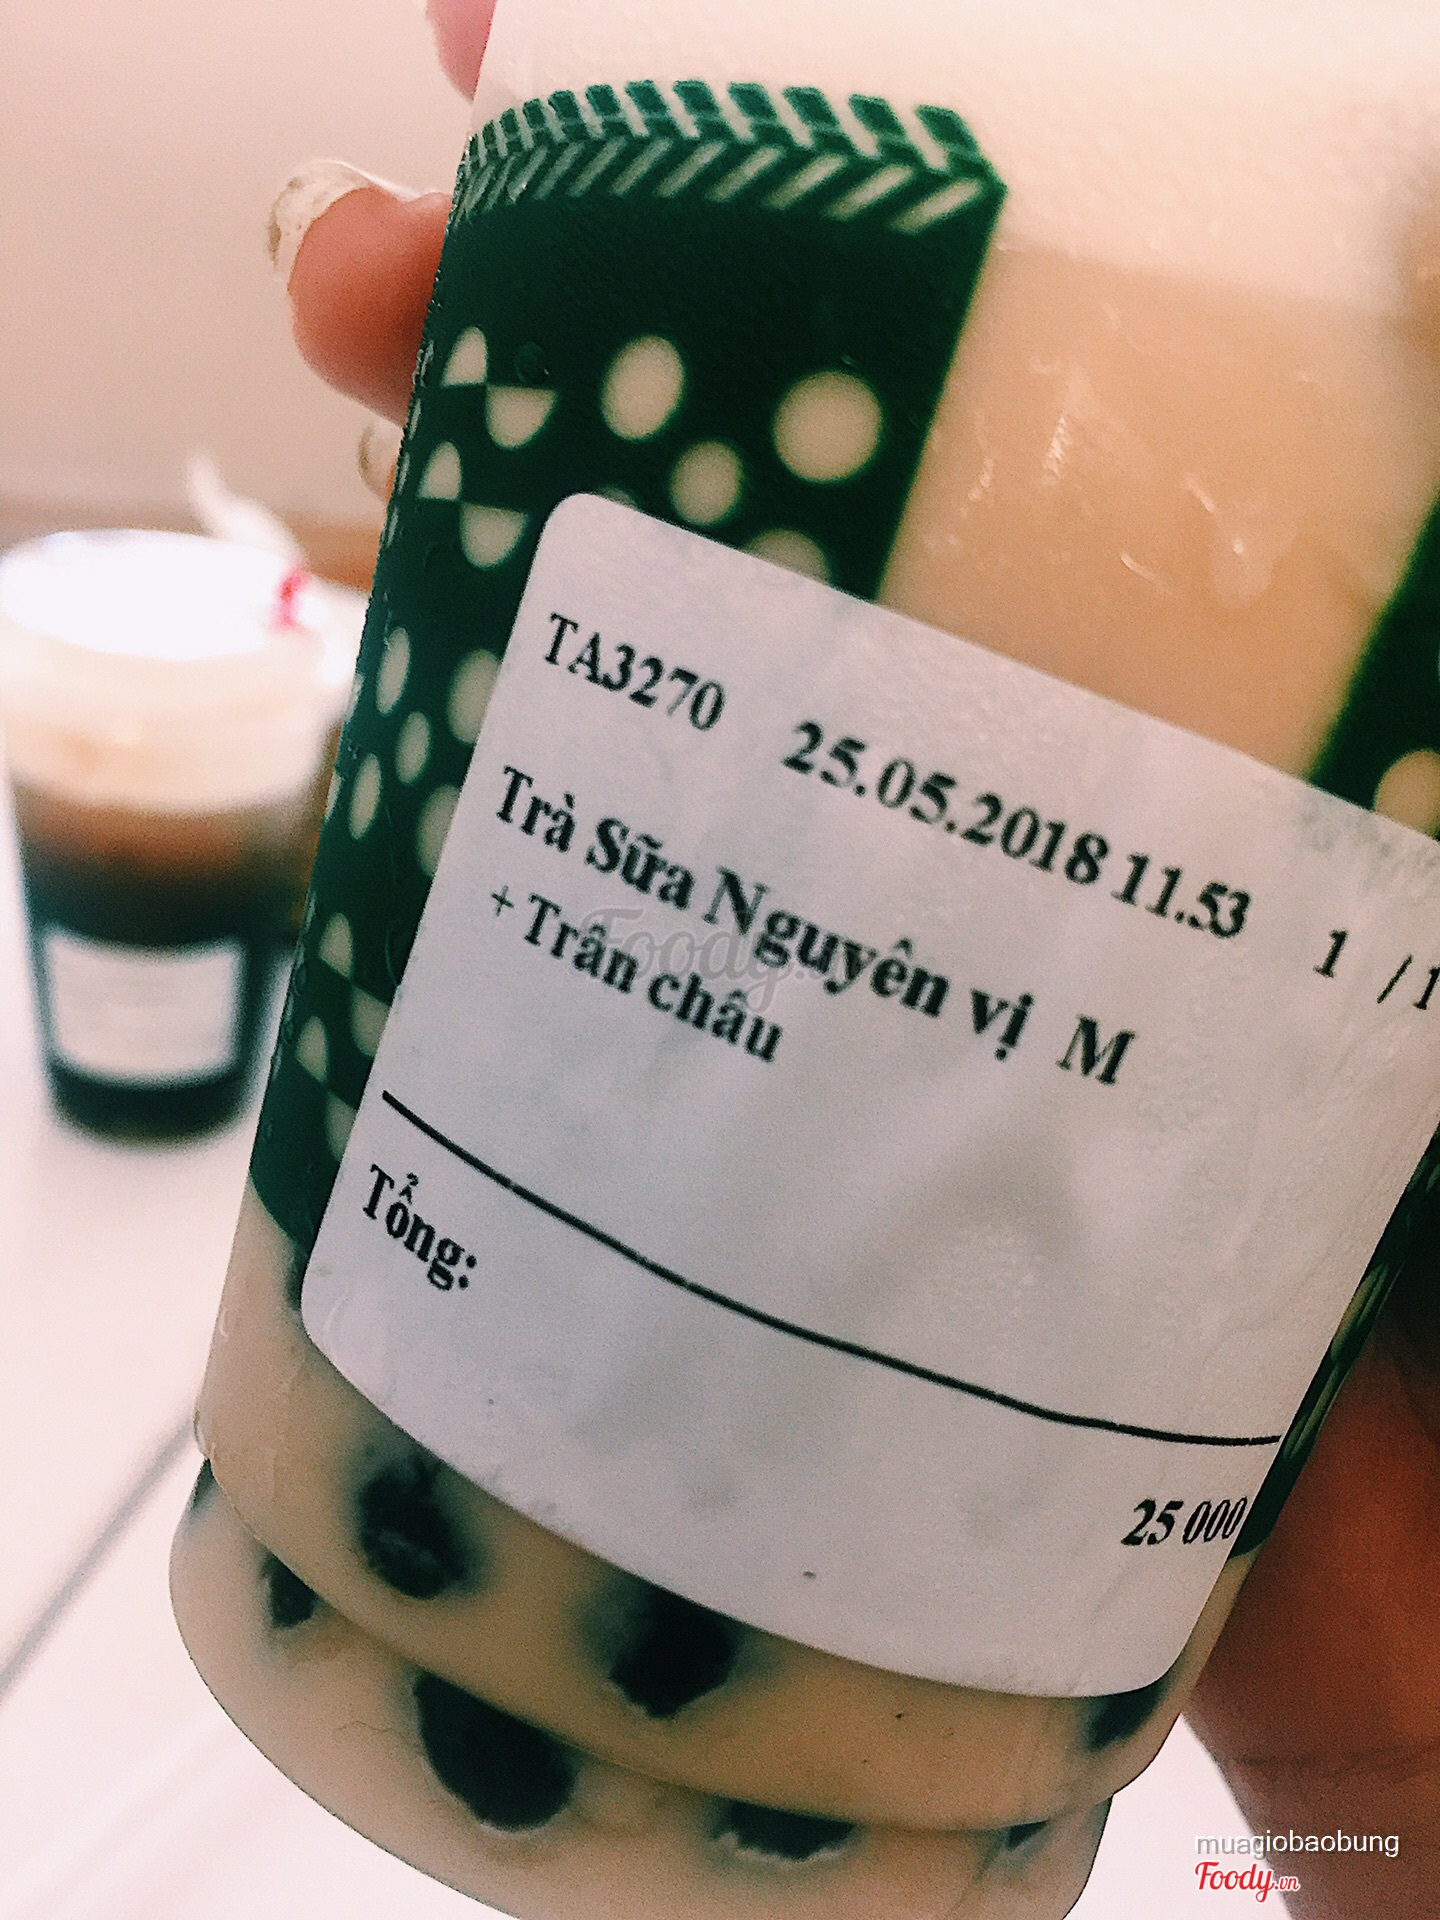 TA3270 25.05.2018 11.53 1 / 1
Trà Sữa Nguyên vị M
+ Trân châu
Tổng:
25 000
Foody
muagiobaobung
Foody.vn